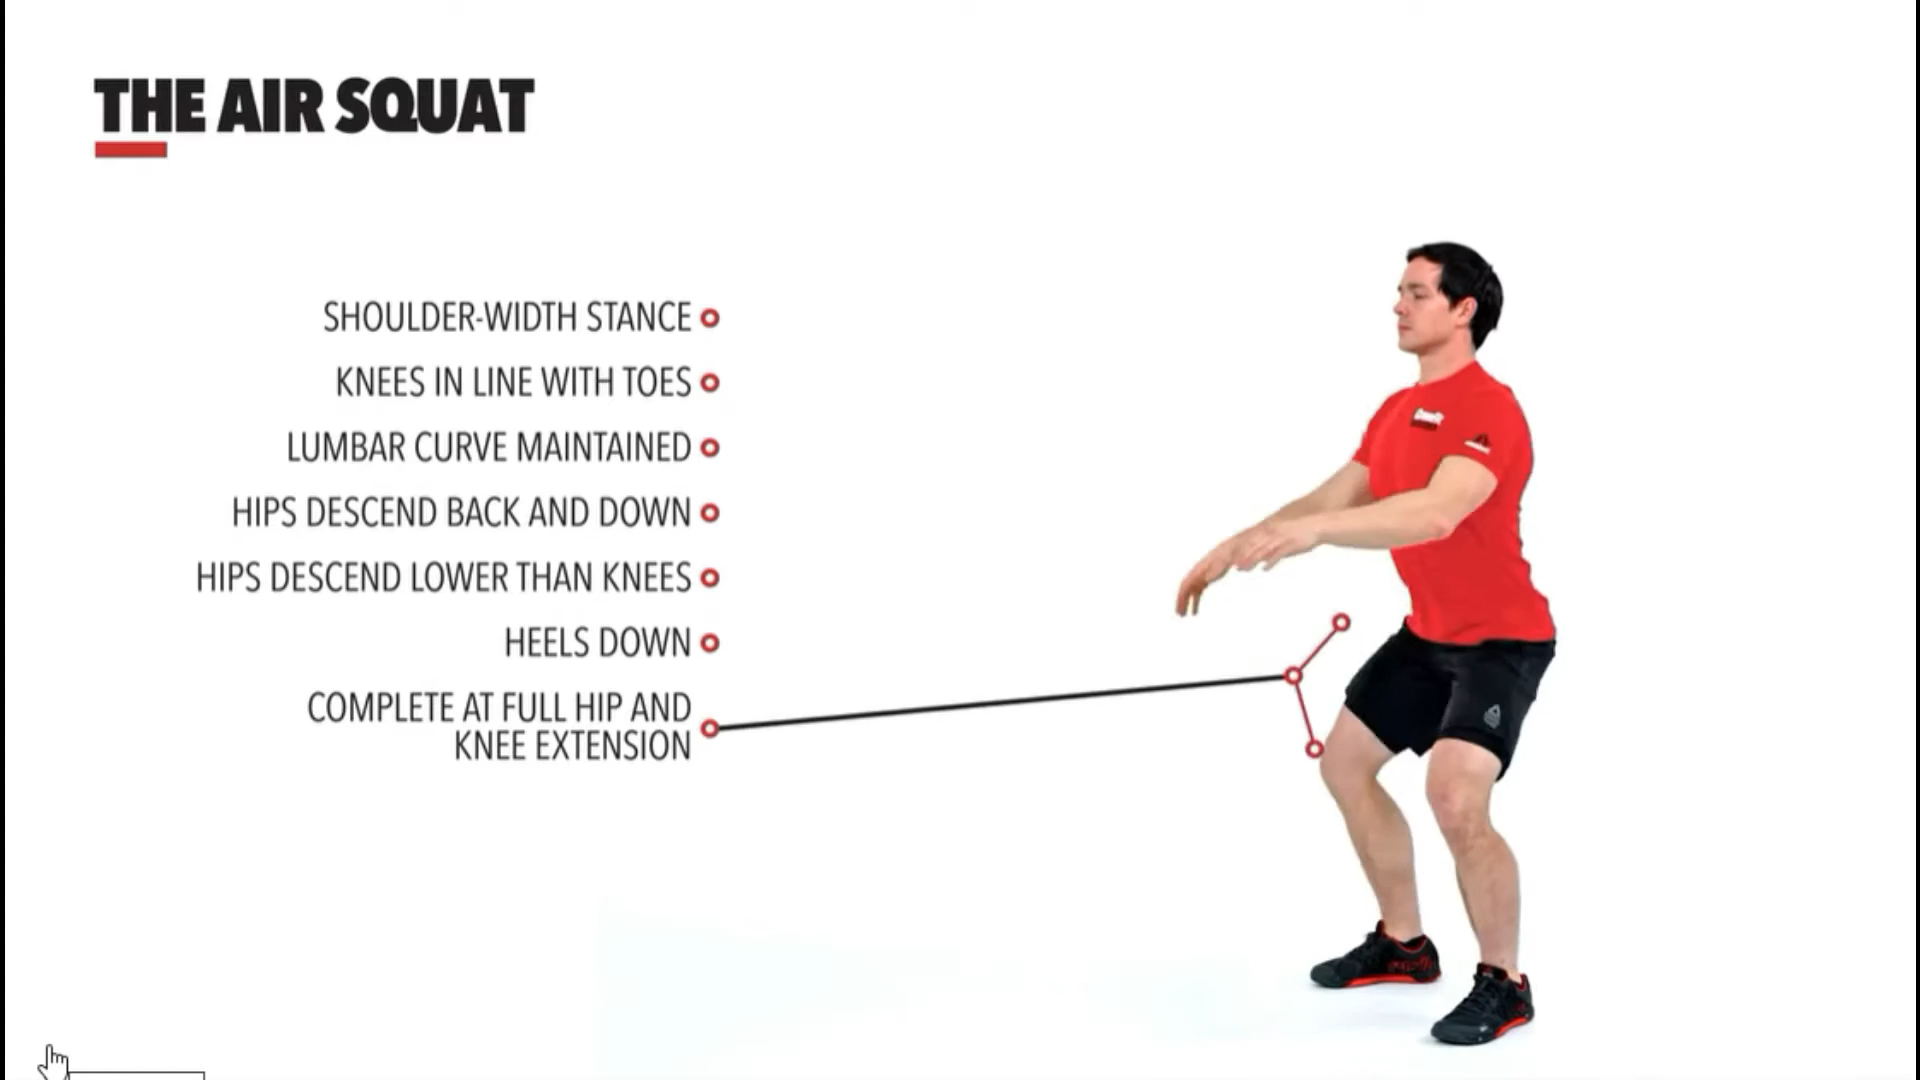 THE AIR SQUAT
SHOULDER-WIDTH STANCE
KNEES IN LINE WITH TOES
LUMBAR CURVE MAINTAINED
HIPS DESCEND BACK AND DOWN
HIPS DESCEND LOWER THAN KNEES
HEELS DOWN
COMPLETE AT FULL HIP AND
KNEE EXTENSION